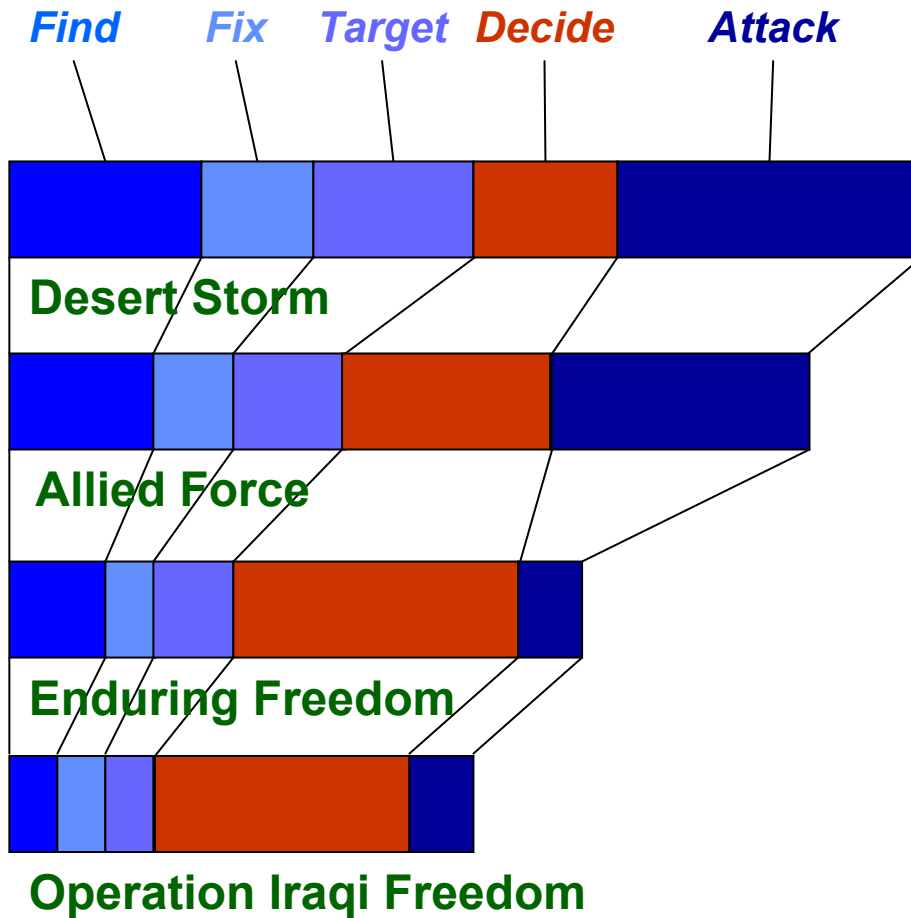 Find Fix Target Decide Attack
Desert Storm
Allied Force
Enduring Freedom
Operation Iraqi Freedom